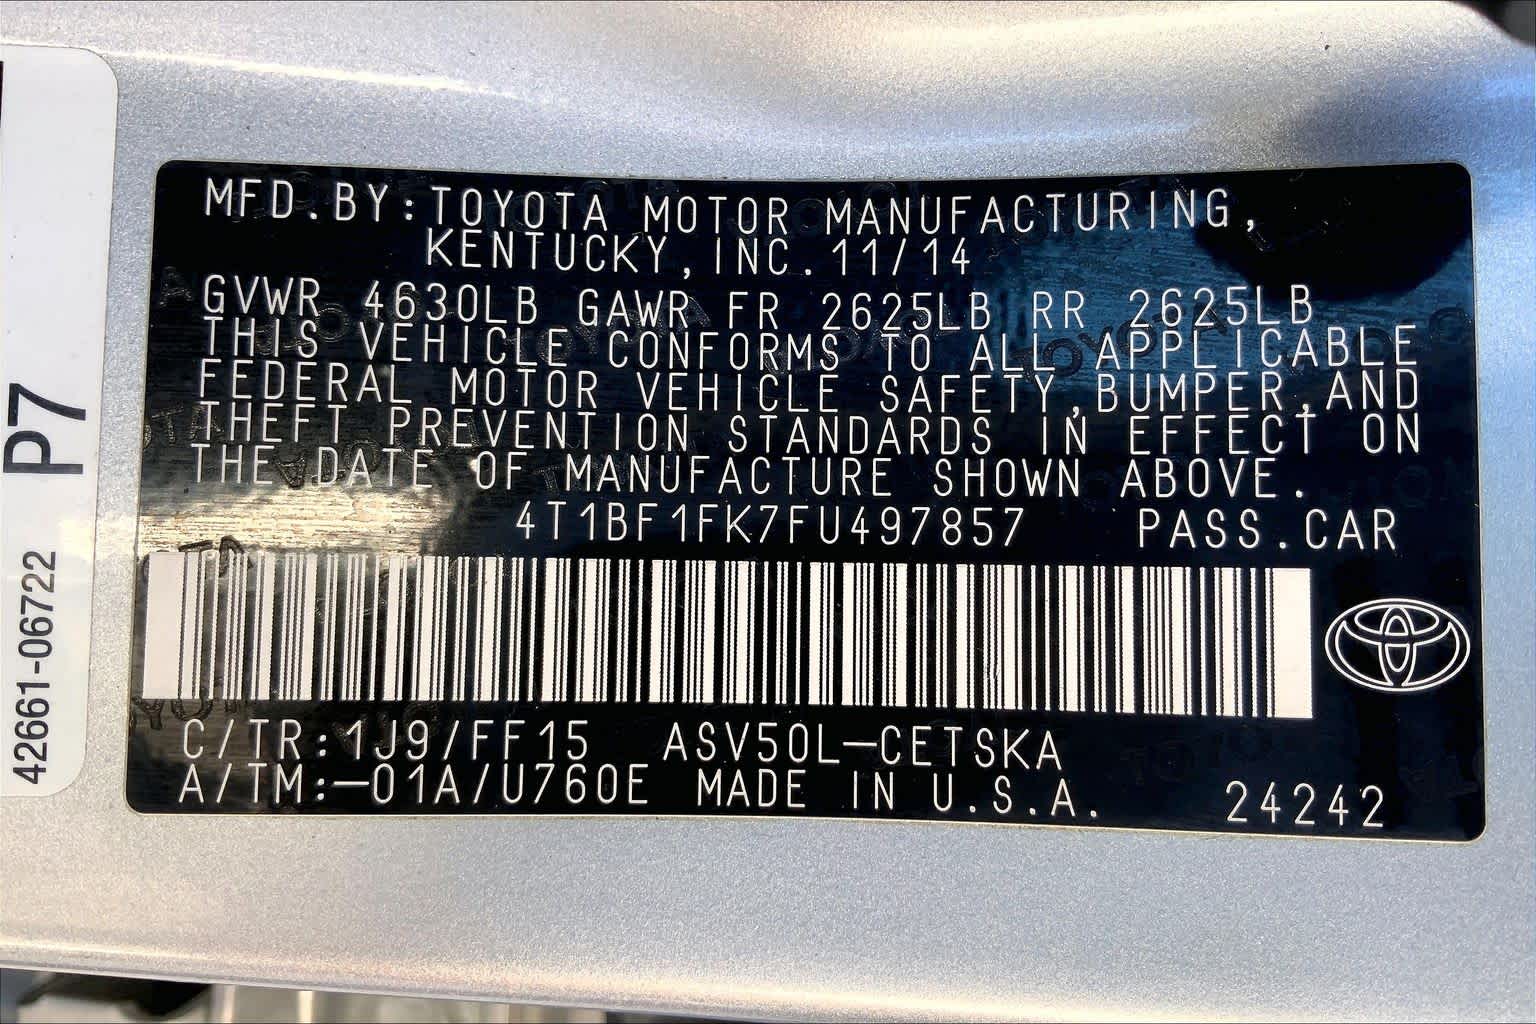 MFD.BY:TOYOTA MOTOR MANUFACTURING,
KENTUCKY,INC.11/14
GVWR 4630LB GAWR FR 2625LB RR 2625LB
THIS VEHICLE CONFORMS TO ALL APPLICABLE
FEDERAL MOTOR VEHICLE SAFETY,BUMPER,AND
THEFT PREVENTION STANDARDS IN EFFECT ON
THE DATE OF MANUFACTURE SHOWN ABOVE.
4T1BF1FK7FU497857 PASS.CAR
C/TR:1J9/FF15 ASV50L-CETSKA
A/TM:-01A/U760E MADE IN U.S.A. 24242
P7
42661-06722
TOYOTA